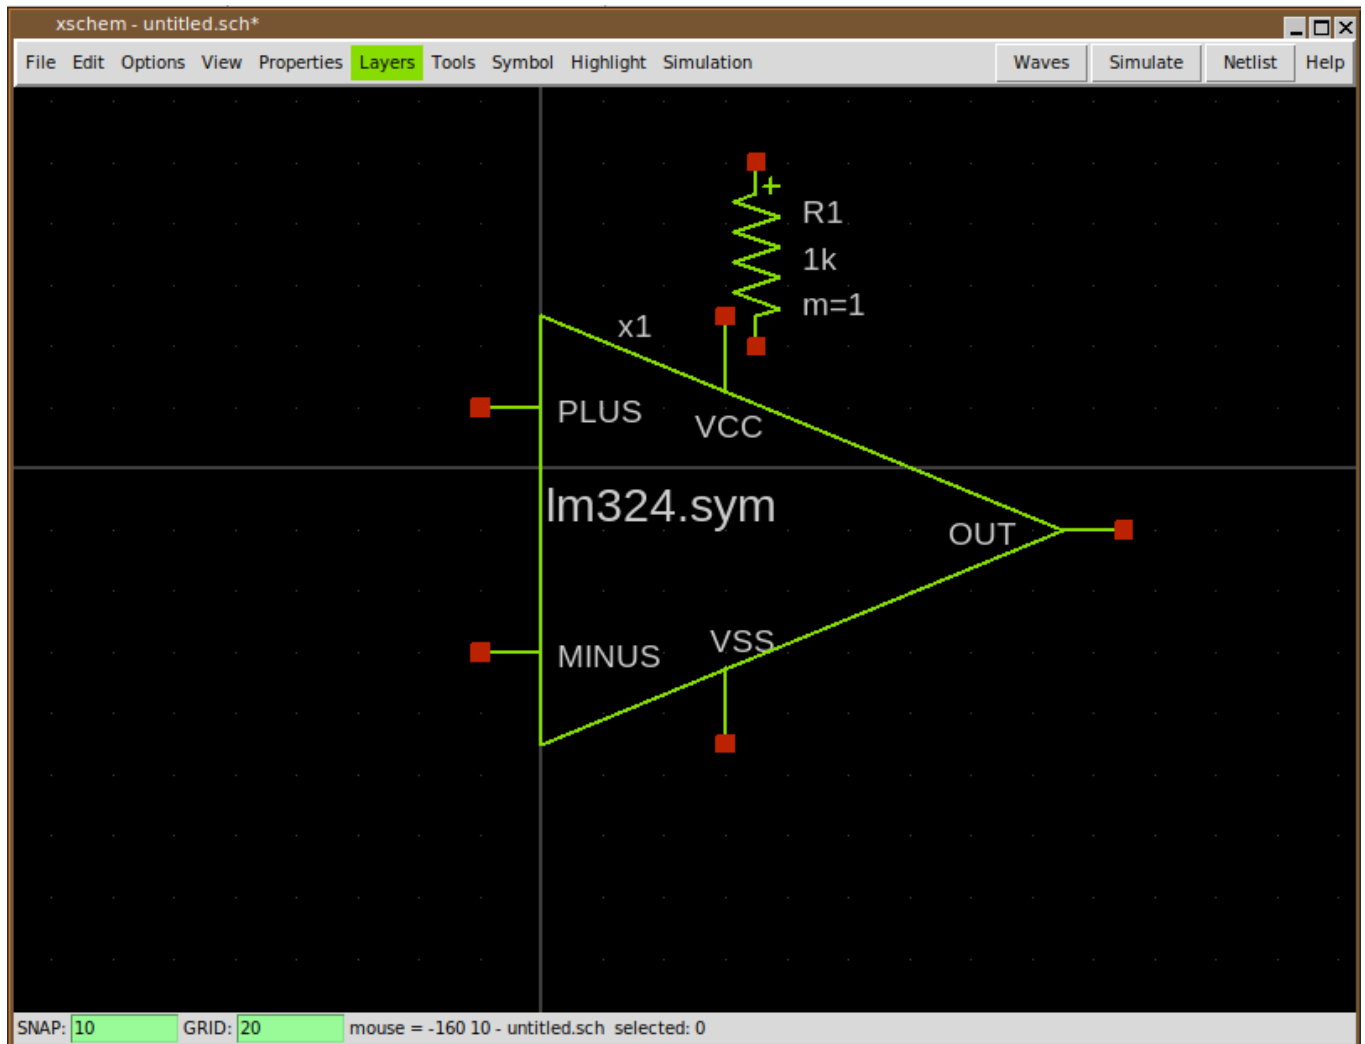 xschem - untitled.sch*
File Edit Options View Properties Layers Tools Symbol Highlight Simulation Waves Simulate Netlist Help
+
R1
1k
m=1
x1
PLUS
VCC
lm324.sym
OUT
VSS
MINUS
SNAP: 10 GRID: 20 mouse = -160 10 - untitled.sch selected: 0